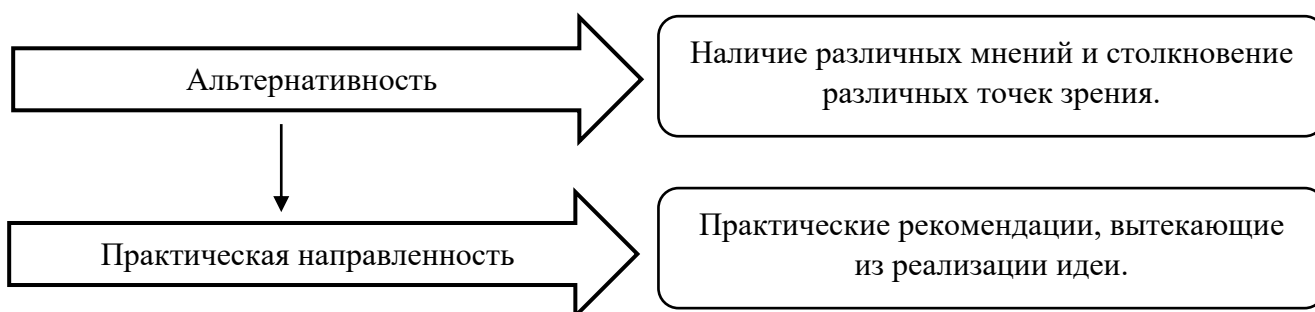 Альтернативность
Наличие различных мнений и столкновение
различных точек зрения.
Практическая направленность
Практические рекомендации, вытекающие
из реализации идеи.